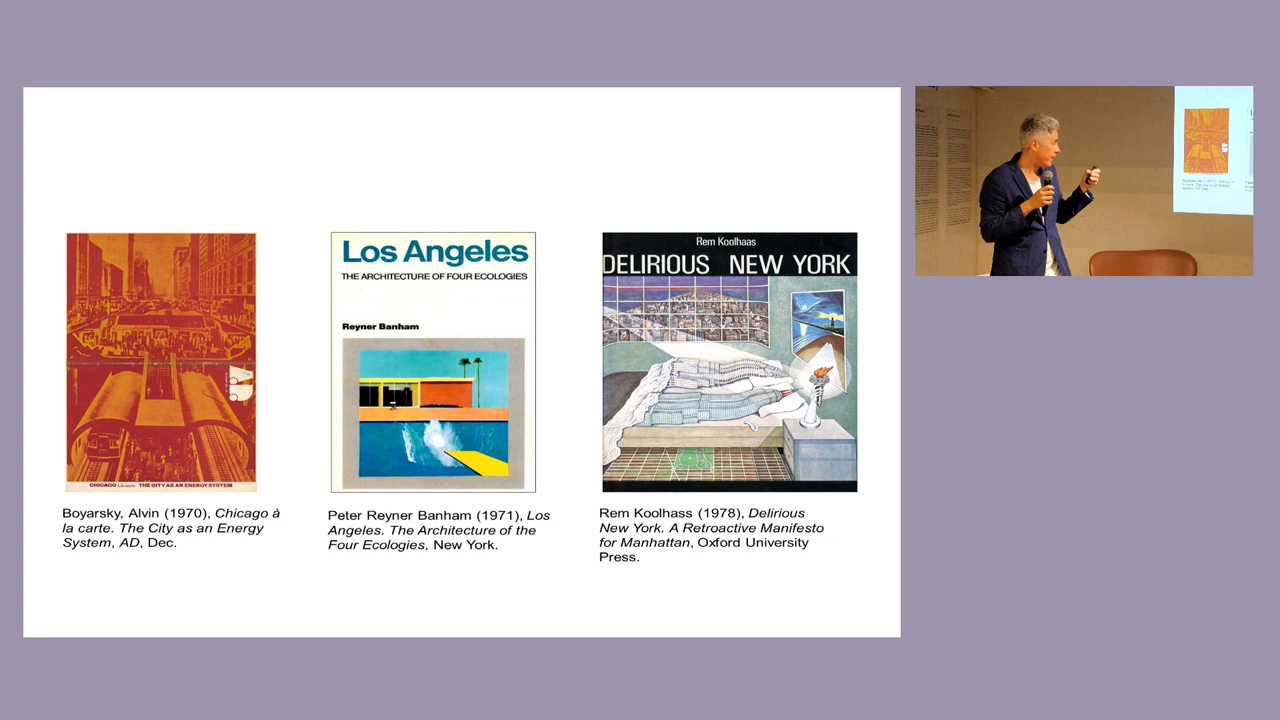 CHICAGO à la carte THE CITY AS AN ENERGY SYSTEM
Boyarsky, Alvin (1970), Chicago à
la carte. The City as an Energy
System, AD, Dec.
Los Angeles
THE ARCHITECTURE OF FOUR ECOLOGIES
Reyner Banham
Peter Reyner Banham (1971), Los
Angeles. The Architecture of the
Four Ecologies, New York.
Rem Koolhaas
DELIRIOUS NEW YORK
Rem Koolhass (1978), Delirious
New York. A Retroactive Manifesto
for Manhattan, Oxford University
Press.